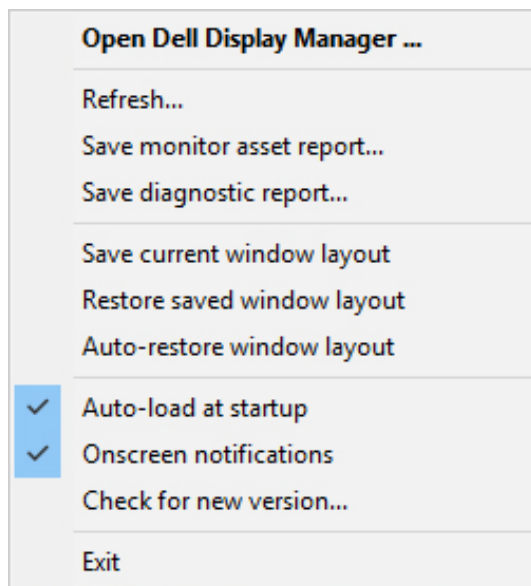 Open Dell Display Manager ...
Refresh...
Save monitor asset report...
Save diagnostic report...
Save current window layout
Restore saved window layout
Auto-restore window layout
Auto-load at startup
Onscreen notifications
Check for new version...
Exit